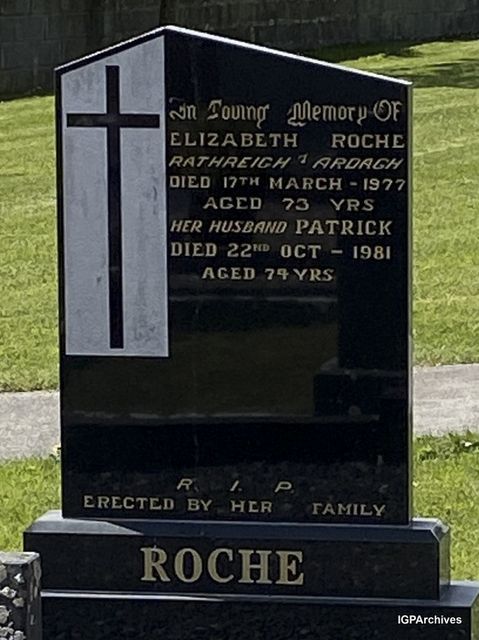 In Loving Memory Of
ELIZABETH ROCHE
RATHREIGH, ARDAGH
DIED 17TH MARCH - 1977
AGED 73 YRS
HER HUSBAND PATRICK
DIED 22ND OCT - 1981
AGED 74 YRS
R. I. P.
ERECTED BY HER FAMILY
ROCHE
IGPArchives